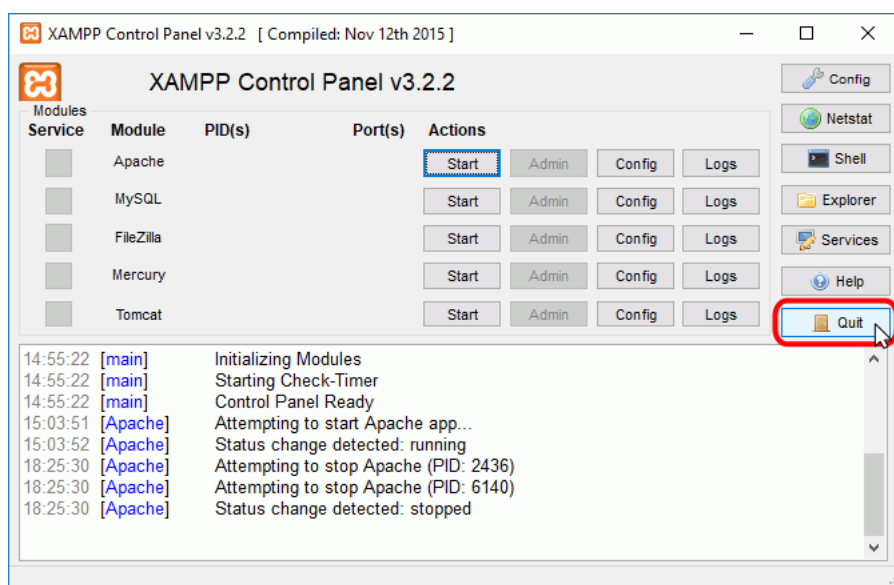 XAMPP Control Panel v3.2.2 [ Compiled: Nov 12th 2015 ]
XAMPP Control Panel v3.2.2
Config
Modules
Netstat
Service Module PID(s) Port(s) Actions
Apache Start Admin Config Logs
Shell
MySQL Start Admin Config Logs
Explorer
FileZilla Start Admin Config Logs
Services
Mercury Start Admin Config Logs
Help
Tomcat Start Admin Config Logs
Quit
14:55:22 [main] Initializing Modules
14:55:22 [main] Starting Check-Timer
14:55:22 [main] Control Panel Ready
15:03:51 [Apache] Attempting to start Apache app...
15:03:52 [Apache] Status change detected: running
18:25:30 [Apache] Attempting to stop Apache (PID: 2436)
18:25:30 [Apache] Attempting to stop Apache (PID: 6140)
18:25:30 [Apache] Status change detected: stopped